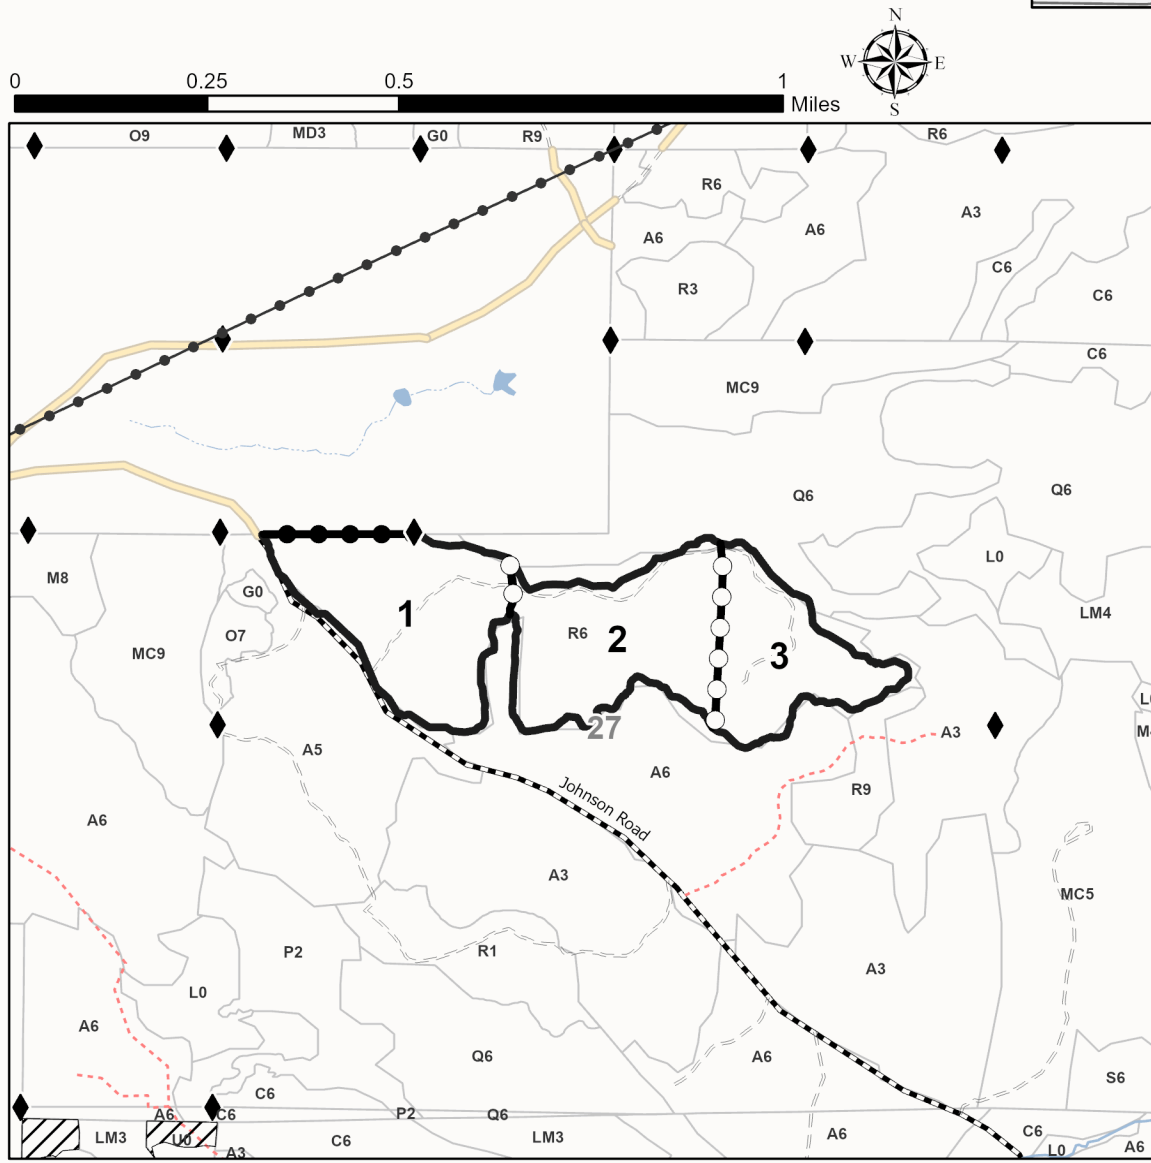 N
W E
S
0 0.25 0.5 1
Miles
O9 MD3 G0 R9 R6
R6
A6 A6 A3
R3 C6 C6
C6
MC9
Q6 Q6
M8 L0
G0
1 LM4
O7 R6 2
MC9 3
27
A5 A3
A6 R9
Johnson Road
A6
A3 MC5
P2 R1
A3
L0
A6
Q6 A6
S6
C6
A6 C6 P2 Q6
LM3 U0 C6 LM3 A6 C6
A3 L0 A6